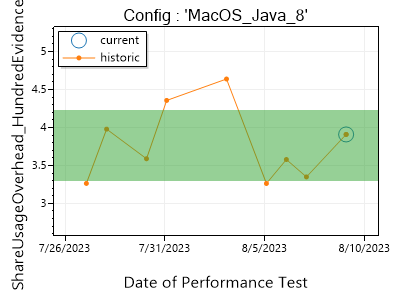 Config : 'MacOS_Java_8'
current
historic
ShareUsageOverhead_HundredEvidence
5
4.5
4
3.5
3
7/26/2023
7/31/2023
8/5/2023
8/10/2023
Date of Performance Test